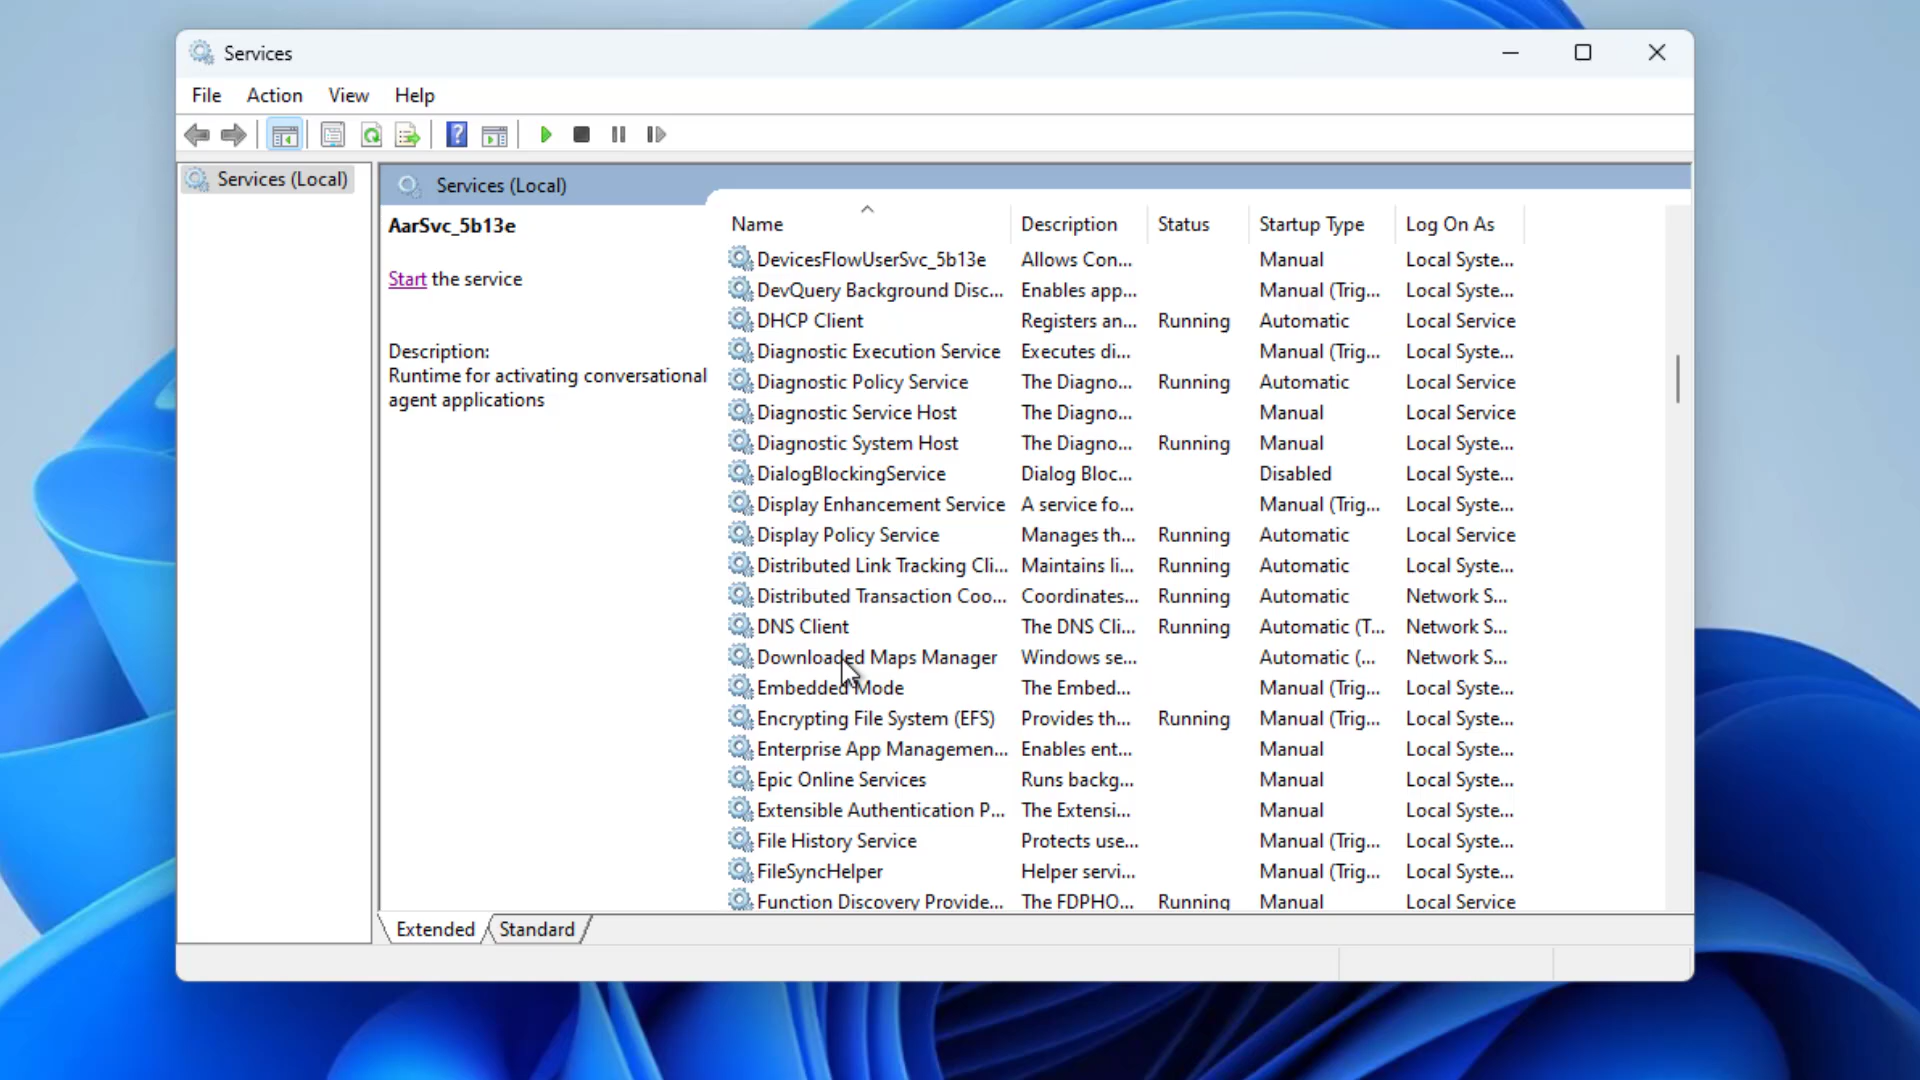 Services
File Action View Help
Services (Local)
Services (Local)
AarSvc_5b13e
Start the service
Description:
Runtime for activating conversational
agent applications
Name Description Status Startup Type Log On As
DevicesFlowUserSvc_5b13e Allows Con... Manual Local Syste...
DevQuery Background Disc... Enables app... Manual (Trig... Local Syste...
DHCP Client Registers an... Running Automatic Local Service
Diagnostic Execution Service Executes di... Manual (Trig... Local Syste...
Diagnostic Policy Service The Diagno... Running Automatic Local Service
Diagnostic Service Host The Diagno... Manual Local Service
Diagnostic System Host The Diagno... Running Manual Local Syste...
DialogBlockingService Dialog Bloc... Disabled Local Syste...
Display Enhancement Service A service fo... Manual (Trig... Local Syste...
Display Policy Service Manages th... Running Automatic Local Service
Distributed Link Tracking Cli... Maintains li... Running Automatic Local Syste...
Distributed Transaction Coo... Coordinates... Running Automatic Network S...
DNS Client The DNS Cli... Running Automatic (T... Network S...
Downloaded Maps Manager Windows se... Automatic (... Network S...
Embedded Mode The Embed... Manual (Trig... Local Syste...
Encrypting File System (EFS) Provides th... Running Manual (Trig... Local Syste...
Enterprise App Managemen... Enables ent... Manual Local Syste...
Epic Online Services Runs backg... Manual Local Syste...
Extensible Authentication P... The Extensi... Manual Local Syste...
File History Service Protects use... Manual (Trig... Local Syste...
FileSyncHelper Helper servi... Manual (Trig... Local Syste...
Function Discovery Provide... The FDPHO... Running Manual Local Service
Extended Standard